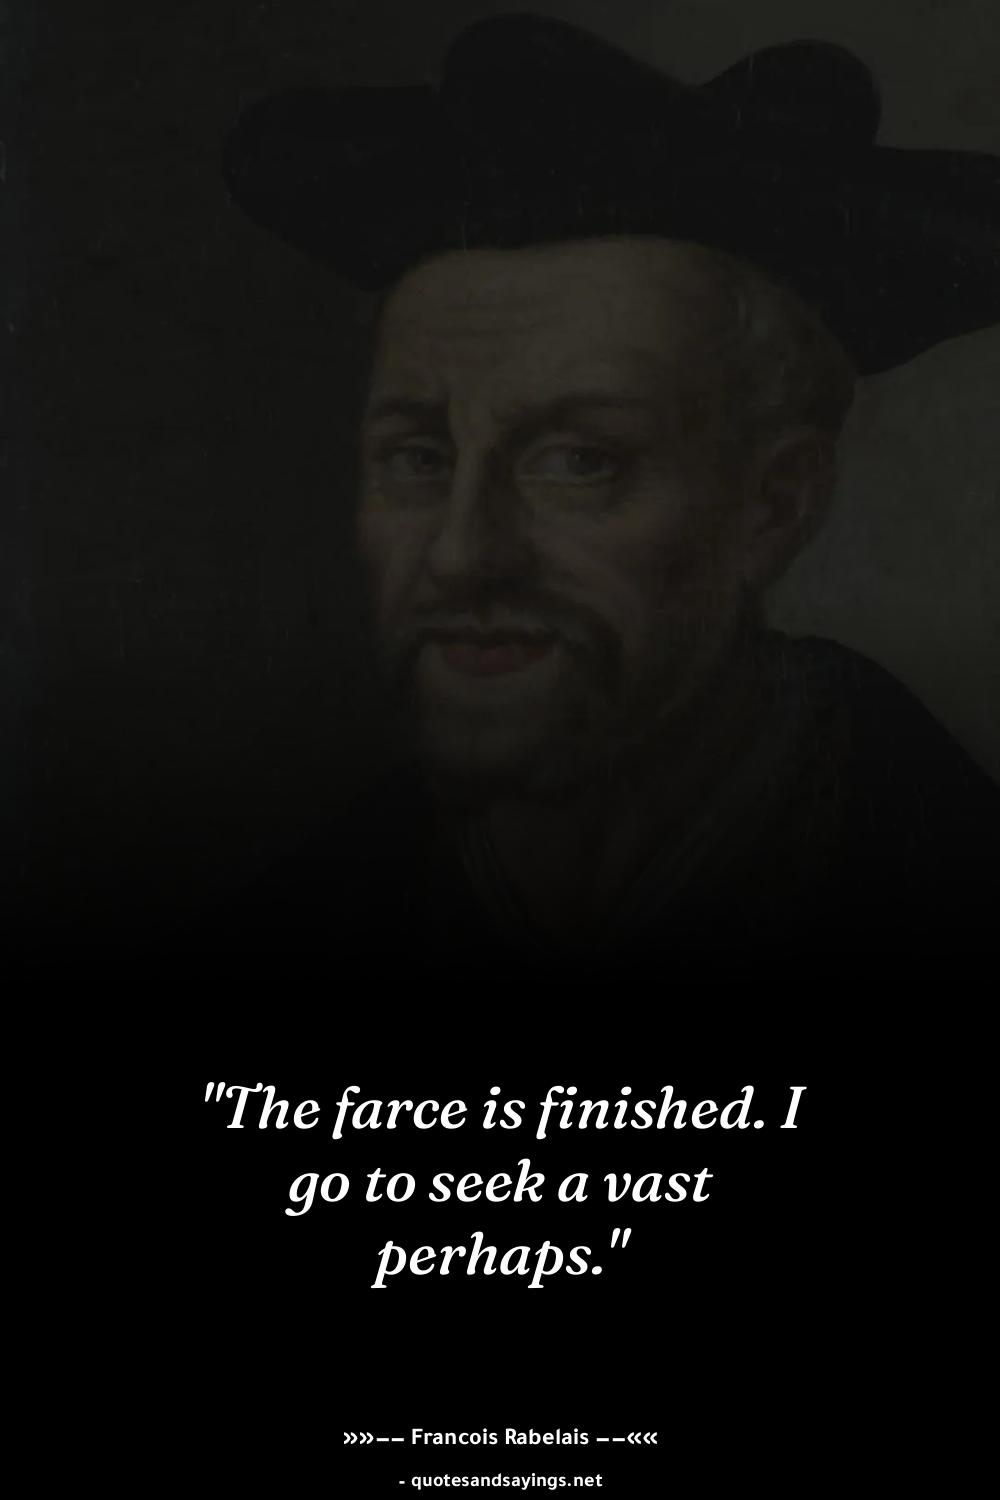 "The farce is finished. I
go to seek a vast
perhaps."
»»–– Francois Rabelais ––««
- quotesandsayings.net